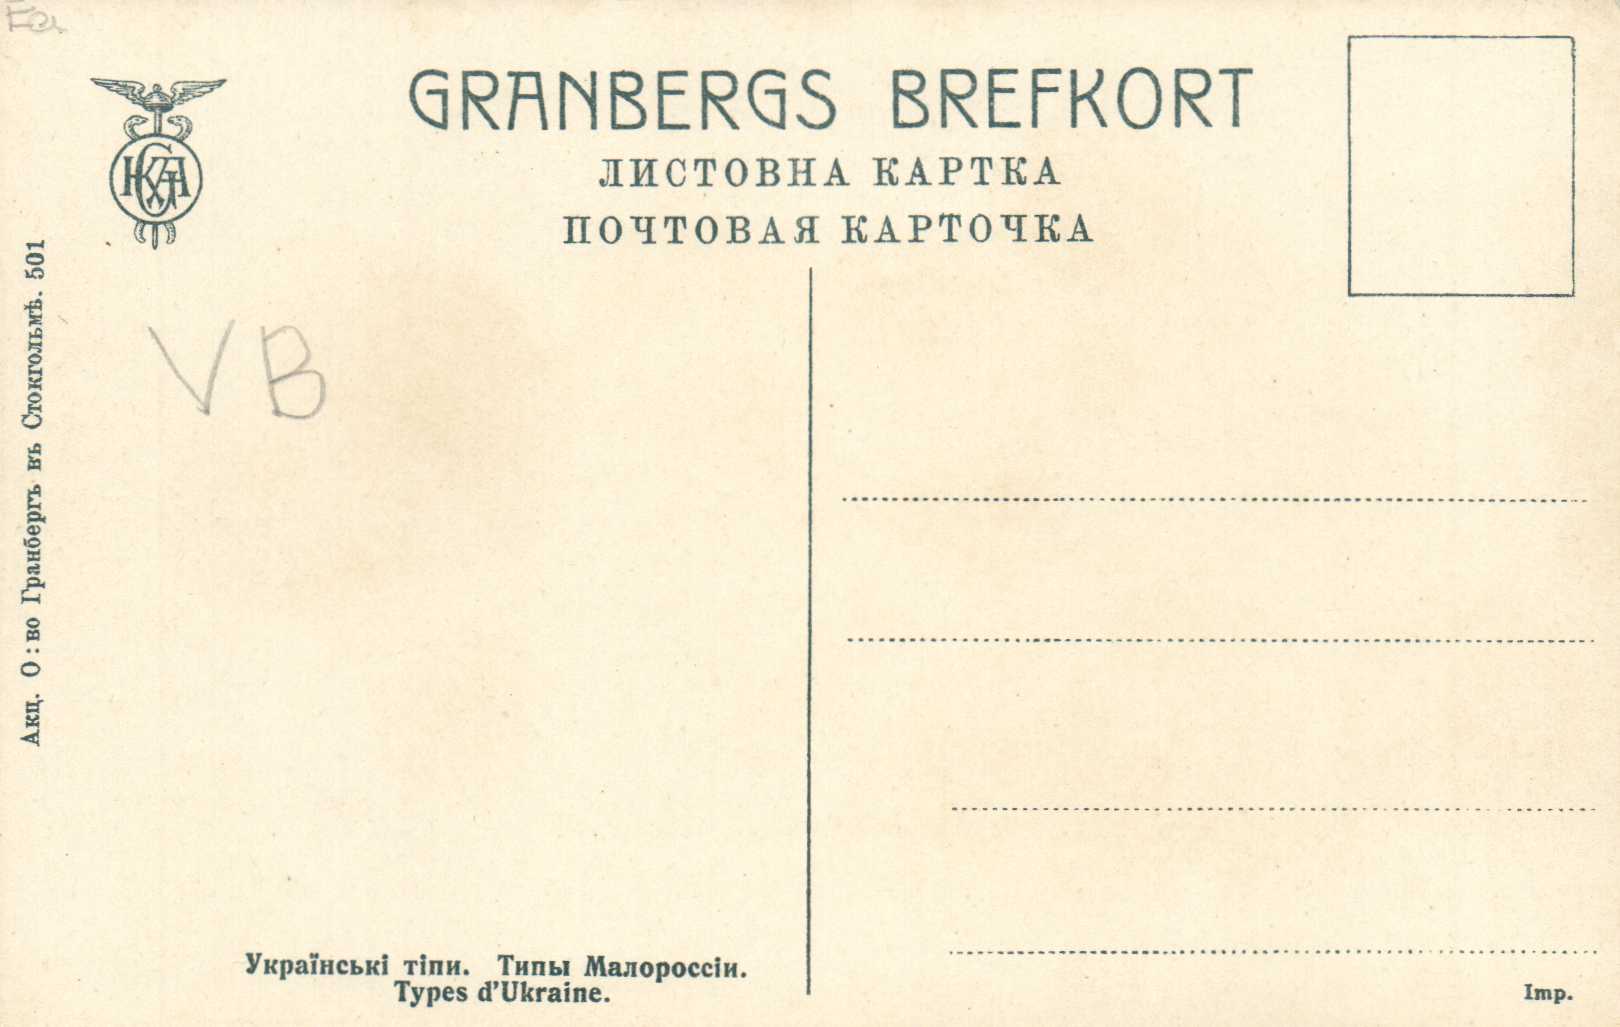 GRANBERGS BREFKORT
ЛИСТОВНА КАРТКА
ПОЧТОВАЯ КАРТОЧКА
Акц. О:во Гранбергъ въ Стокгольмѣ. 501
V B
Українські тіпи. Типы Малороссіи.
Types d'Ukraine.
Imp.